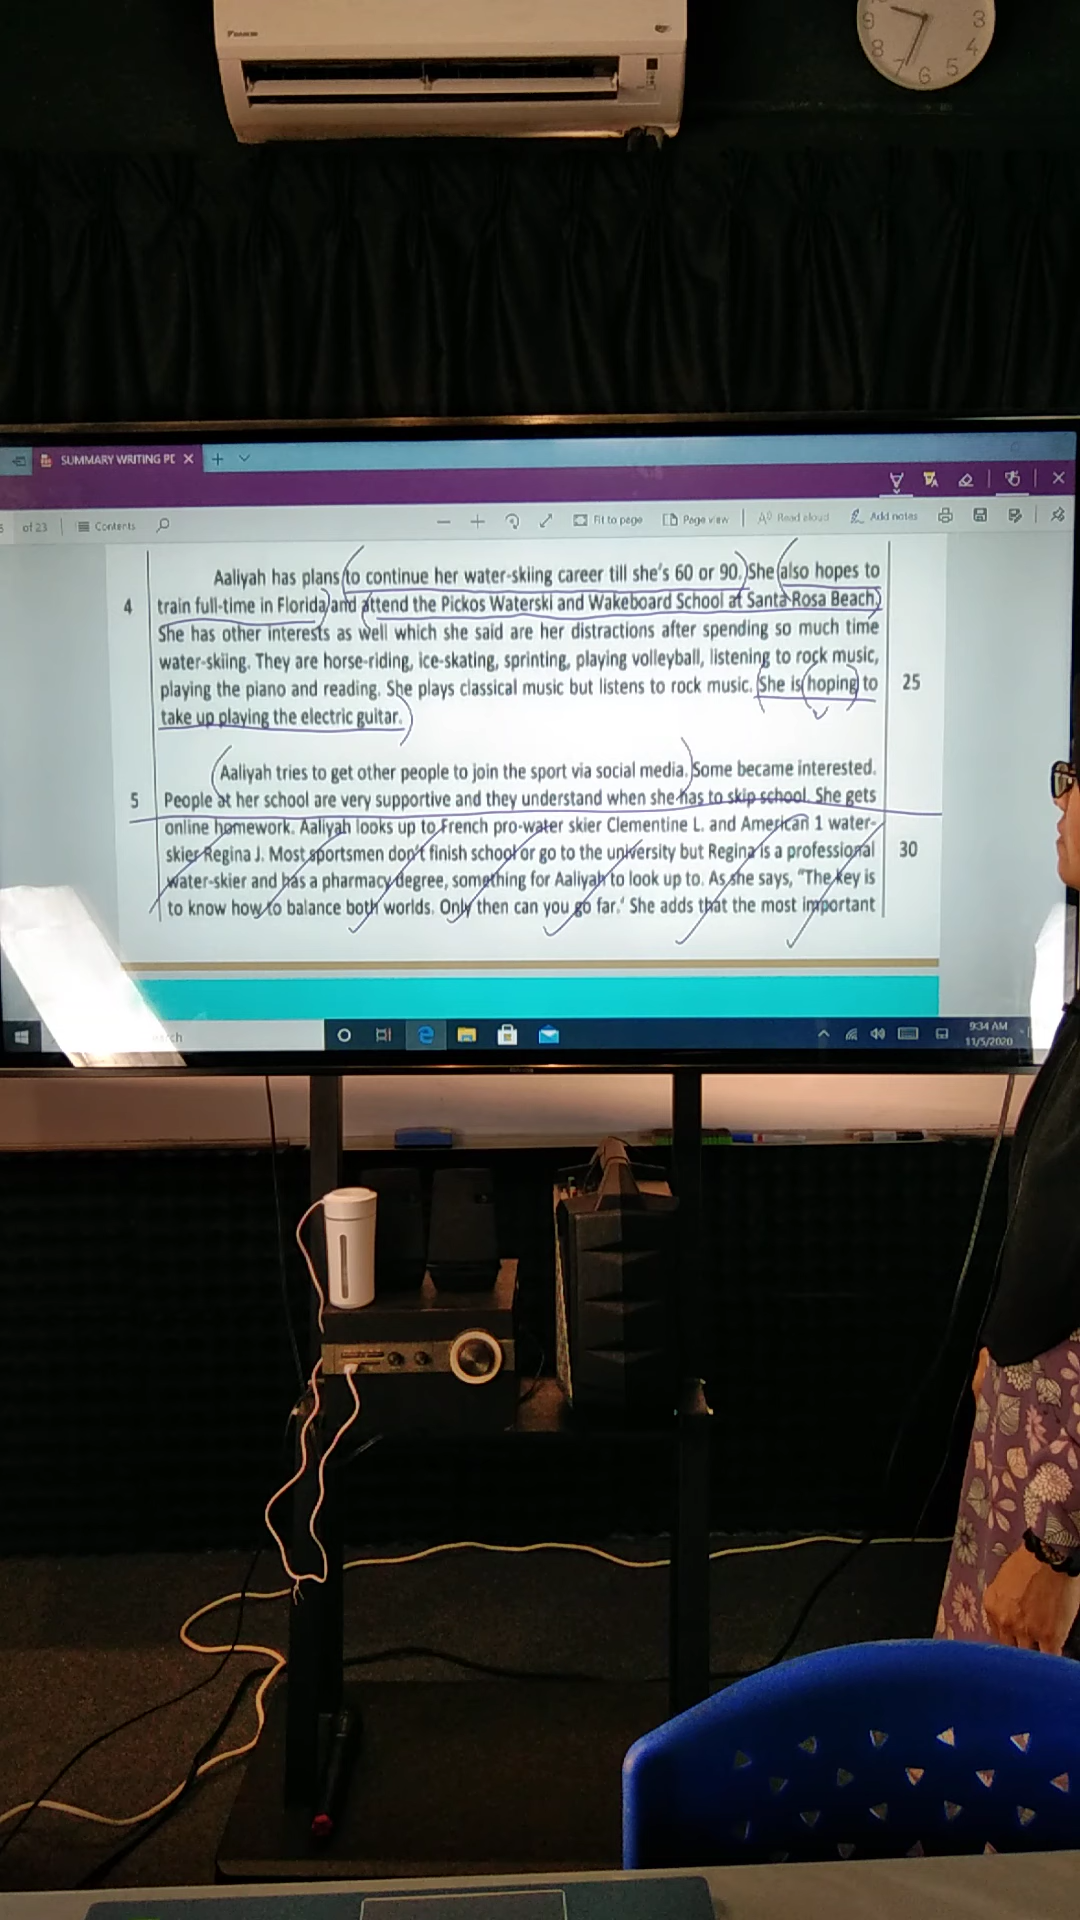 9
3
8
4
7
6
5
DAIKIN
SUMMARY WRITING PD
of 23
Contents
Fit to page
Page view
Read aloud
Add notes
Aaliyah has plans to continue her water-skiing career till she's 60 or 90. She also hopes to
4
train full-time in Florida and attend the Pickos Waterski and Wakeboard School at Santa Rosa Beach.
She has other interests as well which she said are her distractions after spending so much time
water-skiing. They are horse-riding, ice-skating, sprinting, playing volleyball, listening to rock music,
playing the piano and reading. She plays classical music but listens to rock music. She is hoping to
25
take up playing the electric guitar.
Aaliyah tries to get other people to join the sport via social media. Some became interested.
5
People at her school are very supportive and they understand when she has to skip school. She gets
online homework. Aaliyah looks up to French pro-water skier Clementine L. and American 1 water-
skier Regina J. Most sportsmen don't finish school or go to the university but Regina is a professional
30
water-skier and has a pharmacy degree, something for Aaliyah to look up to. As she says, "The key is
to know how to balance both worlds. Only then can you go far.' She adds that the most important
9:34 AM
11/5/2020